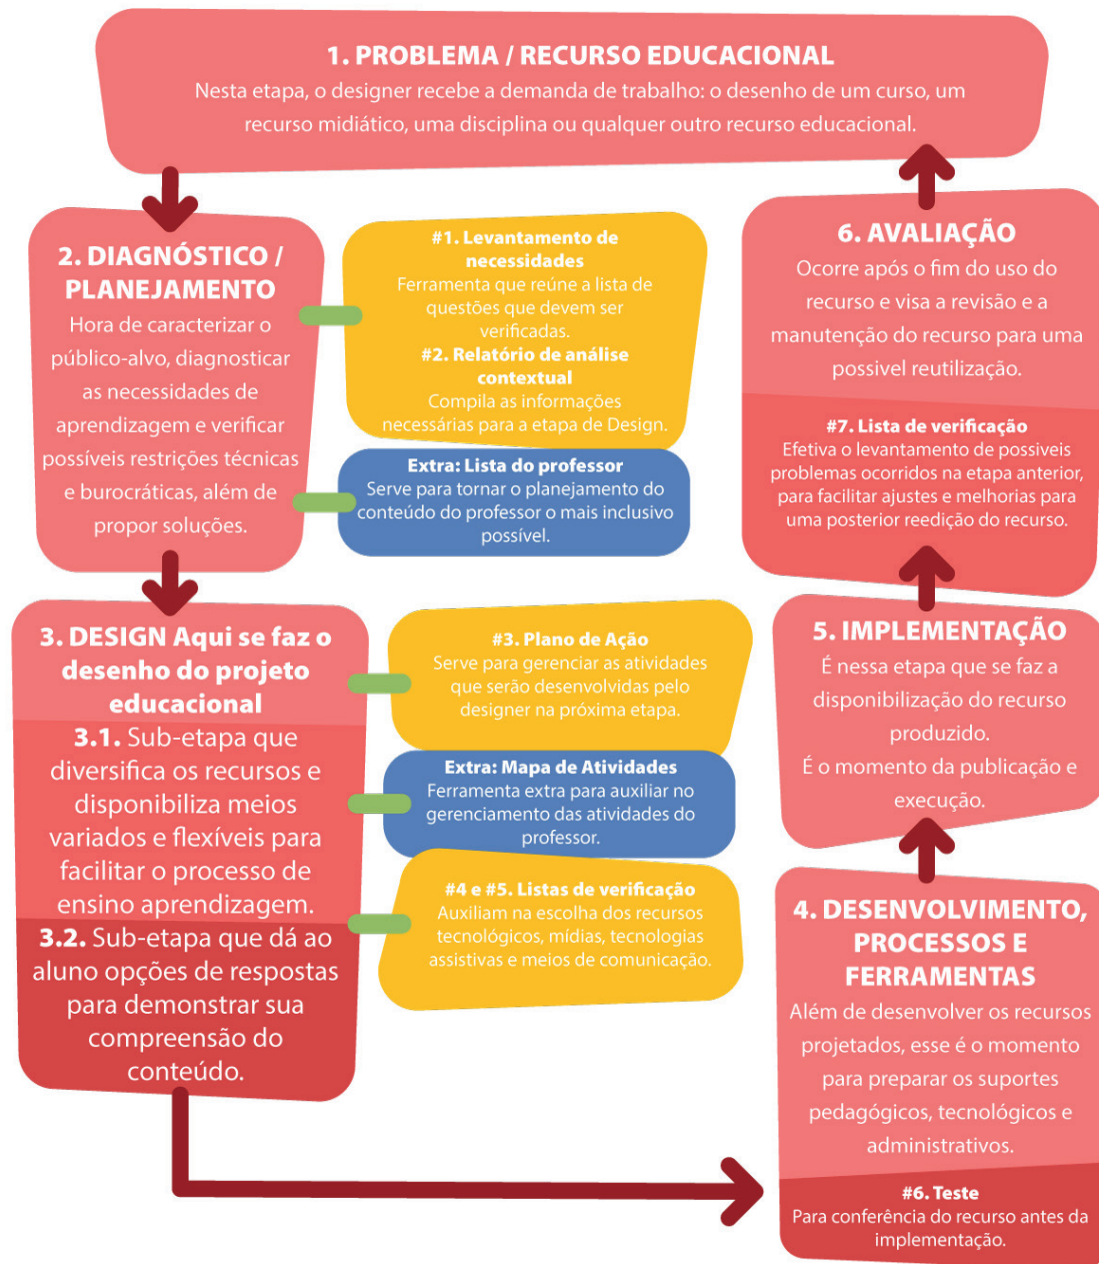 1. PROBLEMA / RECURSO EDUCACIONAL
Nesta etapa, o designer recebe a demanda de trabalho: o desenho de um curso, um
recurso midiático, uma disciplina ou qualquer outro recurso educacional.
2. DIAGNÓSTICO /
PLANEJAMENTO
Hora de caracterizar o
público-alvo, diagnosticar
as necessidades de
aprendizagem e verificar
possíveis restrições técnicas
e burocráticas, além de
propor soluções.
#1. Levantamento de
necessidades
Ferramenta que reúne a lista de
questões que devem ser
verificadas.
#2. Relatório de análise
contextual
Compila as informações
necessárias para a etapa de Design.
Extra: Lista do professor
Serve para tornar o planejamento do
conteúdo do professor o mais inclusivo
possível.
3. DESIGN Aqui se faz o
desenho do projeto
educacional
3.1. Sub-etapa que
diversifica os recursos e
disponibiliza meios
variados e flexíveis para
facilitar o processo de
ensino aprendizagem.
3.2. Sub-etapa que dá ao
aluno opções de respostas
para demonstrar sua
compreensão do
conteúdo.
#3. Plano de Ação
Serve para gerenciar as atividades
que serão desenvolvidas pelo
designer na próxima etapa.
Extra: Mapa de Atividades
Ferramenta extra para auxiliar no
gerenciamento das atividades do
professor.
#4 e #5. Listas de verificação
Auxiliam na escolha dos recursos
tecnológicos, mídias, tecnologias
assistivas e meios de comunicação.
4. DESENVOLVIMENTO,
PROCESSOS E
FERRAMENTAS
Além de desenvolver os recursos
projetados, esse é o momento
para preparar os suportes
pedagógicos, tecnológicos e
administrativos.
#6. Teste
Para conferência do recurso antes da
implementação.
5. IMPLEMENTAÇÃO
É nessa etapa que se faz a
disponibilização do recurso
produzido.
É o momento da publicação e
execução.
6. AVALIAÇÃO
Ocorre após o fim do uso do
recurso e visa a revisão e a
manutenção do recurso para uma
possivel reutilização.
#7. Lista de verificação
Efetiva o levantamento de possiveis
problemas ocorridos na etapa anterior,
para facilitar ajustes e melhorias para
uma posterior reedição do recurso.